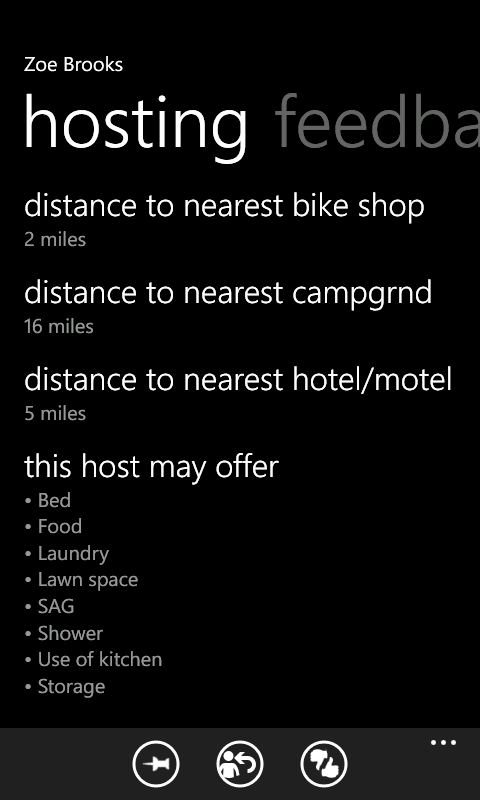 Zoe Brooks
hosting feedba
distance to nearest bike shop
2 miles
distance to nearest campgrnd
16 miles
distance to nearest hotel/motel
5 miles
this host may offer
• Bed
• Food
• Laundry
• Lawn space
• SAG
• Shower
• Use of kitchen
• Storage